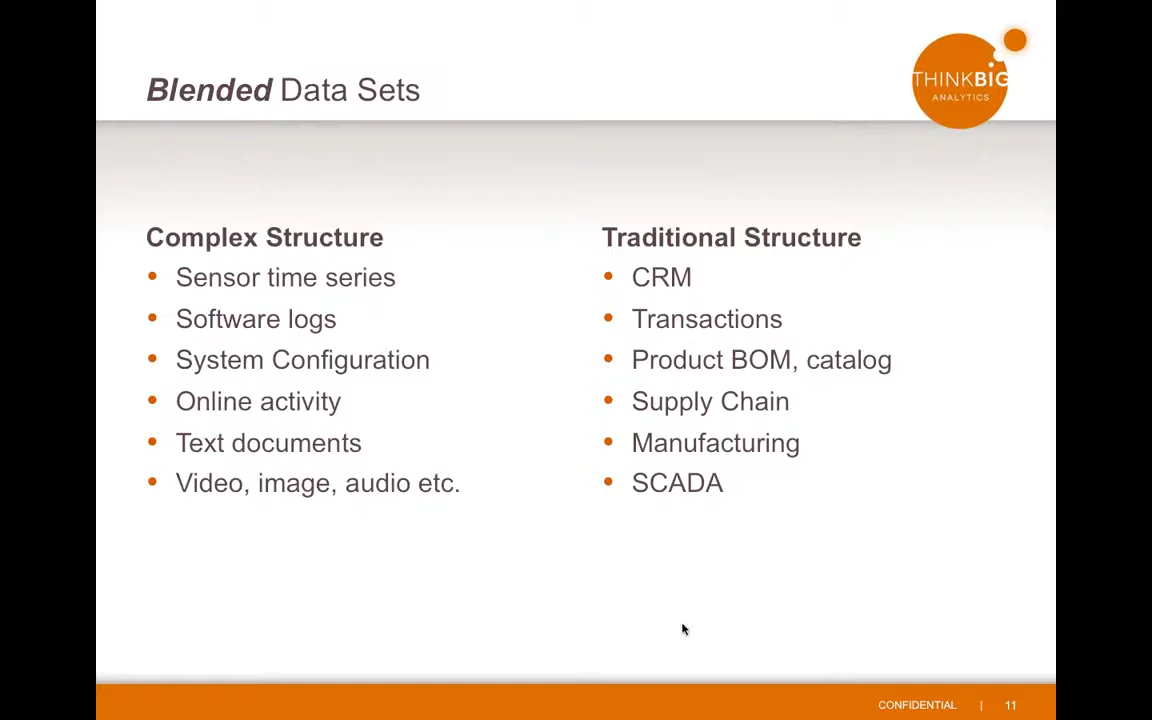 Blended Data Sets
THINKBIG
ANALYTICS
Complex Structure
• Sensor time series
• Software logs
• System Configuration
• Online activity
• Text documents
• Video, image, audio etc.
Traditional Structure
• CRM
• Transactions
• Product BOM, catalog
• Supply Chain
• Manufacturing
• SCADA
CONFIDENTIAL | 11